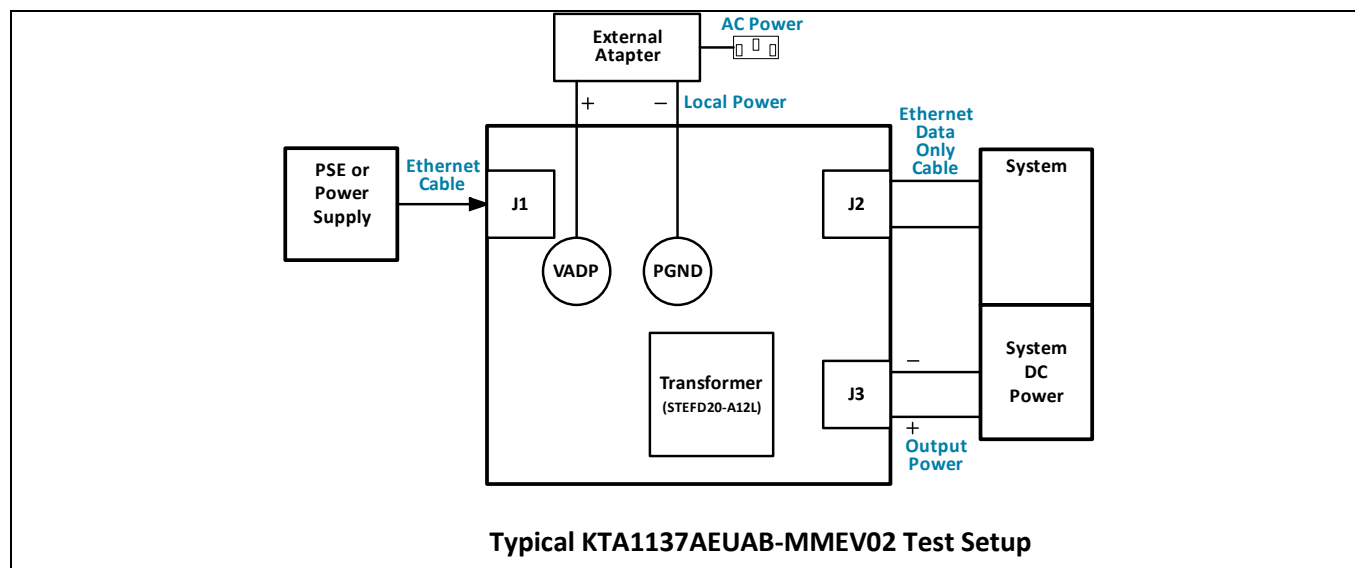 AC Power
External
Atapter
+
−
Local Power
Ethernet
Data
Only
Cable
PSE or
Power
Supply
Ethernet
Cable
J1
J2
System
VADP
PGND
Transformer
(STEFD20-A12L)
J3
−
+
Output
Power
System
DC
Power
Typical KTA1137AEUAB-MMEV02 Test Setup